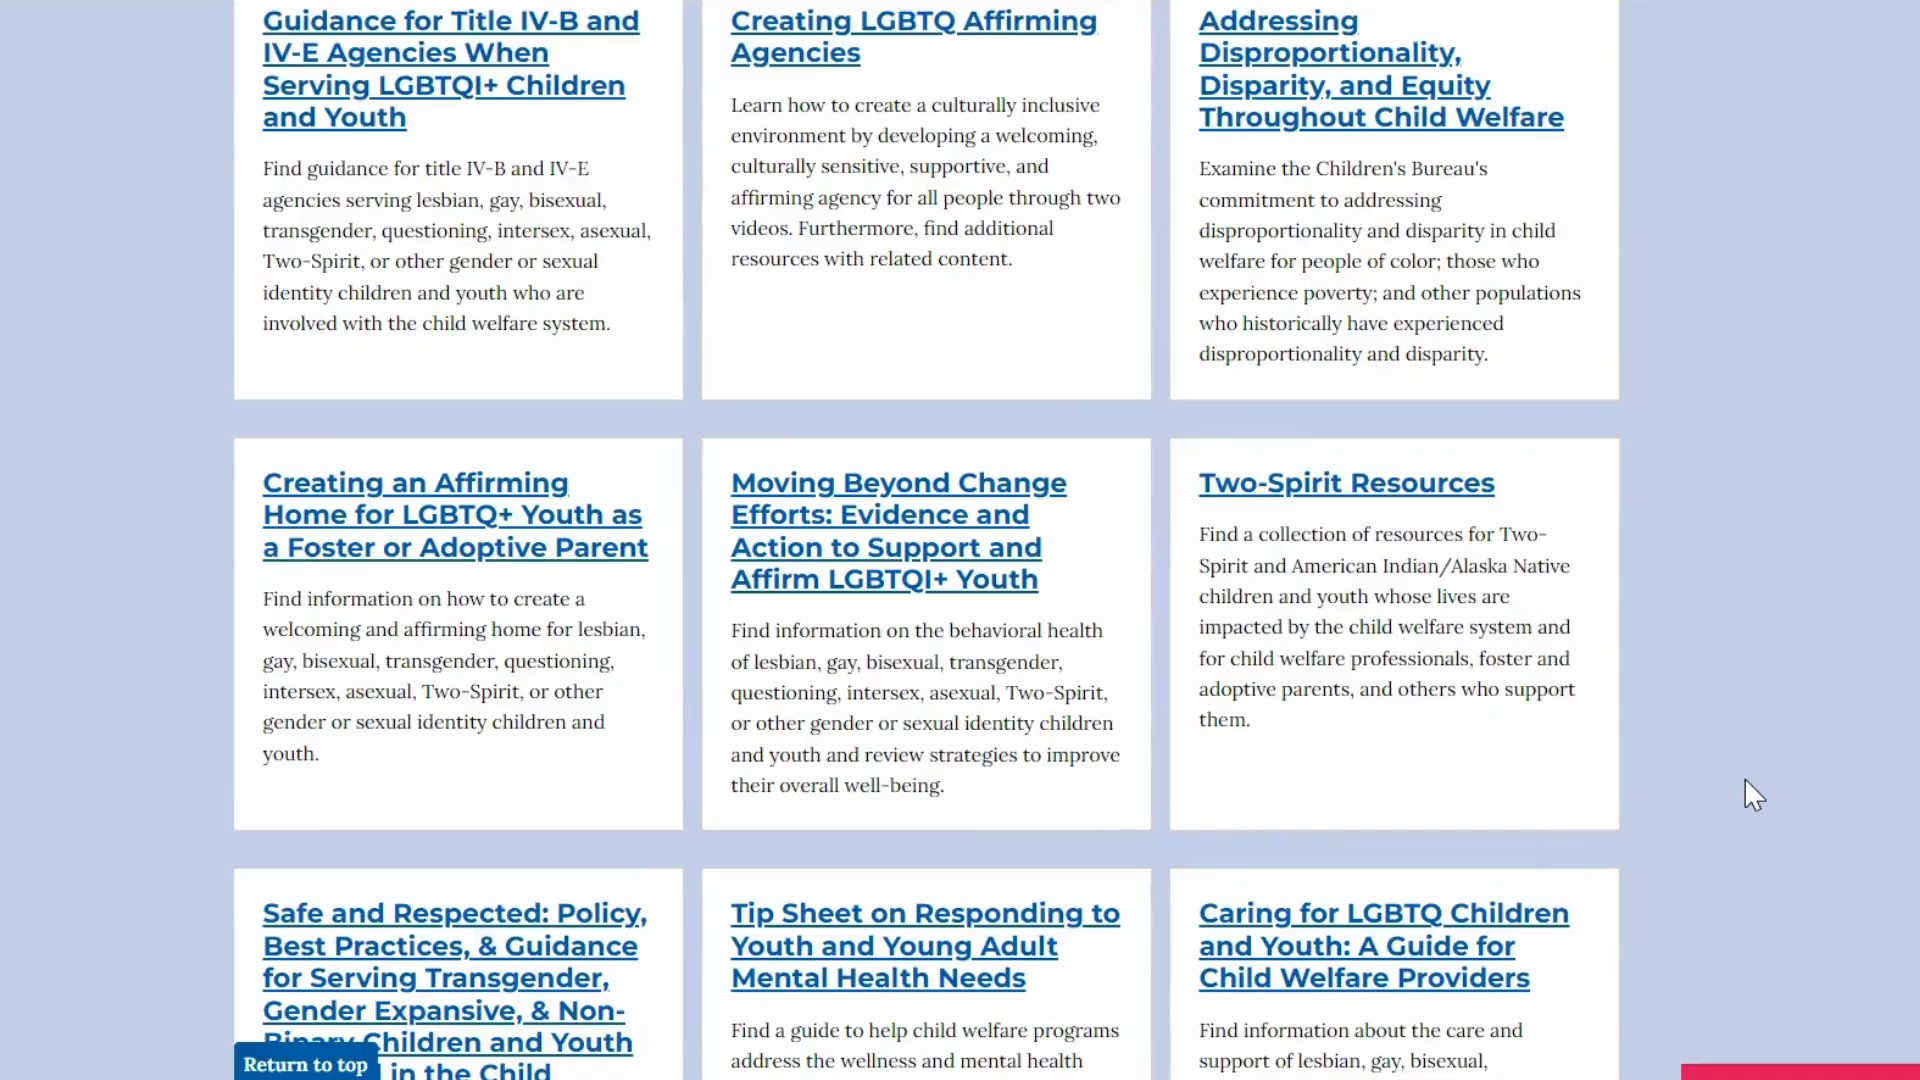 Guidance for Title IV-B and
IV-E Agencies When
Serving LGBTQI+ Children
and Youth
Find guidance for title IV-B and IV-E
agencies serving lesbian, gay, bisexual,
transgender, questioning, intersex, asexual,
Two-Spirit, or other gender or sexual
identity children and youth who are
involved with the child welfare system.
Creating LGBTQ Affirming
Agencies
Learn how to create a culturally inclusive
environment by developing a welcoming,
culturally sensitive, supportive, and
affirming agency for all people through two
videos. Furthermore, find additional
resources with related content.
Addressing
Disproportionality,
Disparity, and Equity
Throughout Child Welfare
Examine the Children's Bureau's
commitment to addressing
disproportionality and disparity in child
welfare for people of color; those who
experience poverty; and other populations
who historically have experienced
disproportionality and disparity.
Creating an Affirming
Home for LGBTQ+ Youth as
a Foster or Adoptive Parent
Find information on how to create a
welcoming and affirming home for lesbian,
gay, bisexual, transgender, questioning,
intersex, asexual, Two-Spirit, or other
gender or sexual identity children and
youth.
Moving Beyond Change
Efforts: Evidence and
Action to Support and
Affirm LGBTQI+ Youth
Find information on the behavioral health
of lesbian, gay, bisexual, transgender,
questioning, intersex, asexual, Two-Spirit,
or other gender or sexual identity children
and youth and review strategies to improve
their overall well-being.
Two-Spirit Resources
Find a collection of resources for Two-
Spirit and American Indian/Alaska Native
children and youth whose lives are
impacted by the child welfare system and
for child welfare professionals, foster and
adoptive parents, and others who support
them.
Safe and Respected: Policy,
Best Practices, & Guidance
for Serving Transgender,
Gender Expansive, & Non-
Binary Children and Youth
in the Child
Return to top
Tip Sheet on Responding to
Youth and Young Adult
Mental Health Needs
Find a guide to help child welfare programs
address the wellness and mental health
Caring for LGBTQ Children
and Youth: A Guide for
Child Welfare Providers
Find information about the care and
support of lesbian, gay, bisexual,